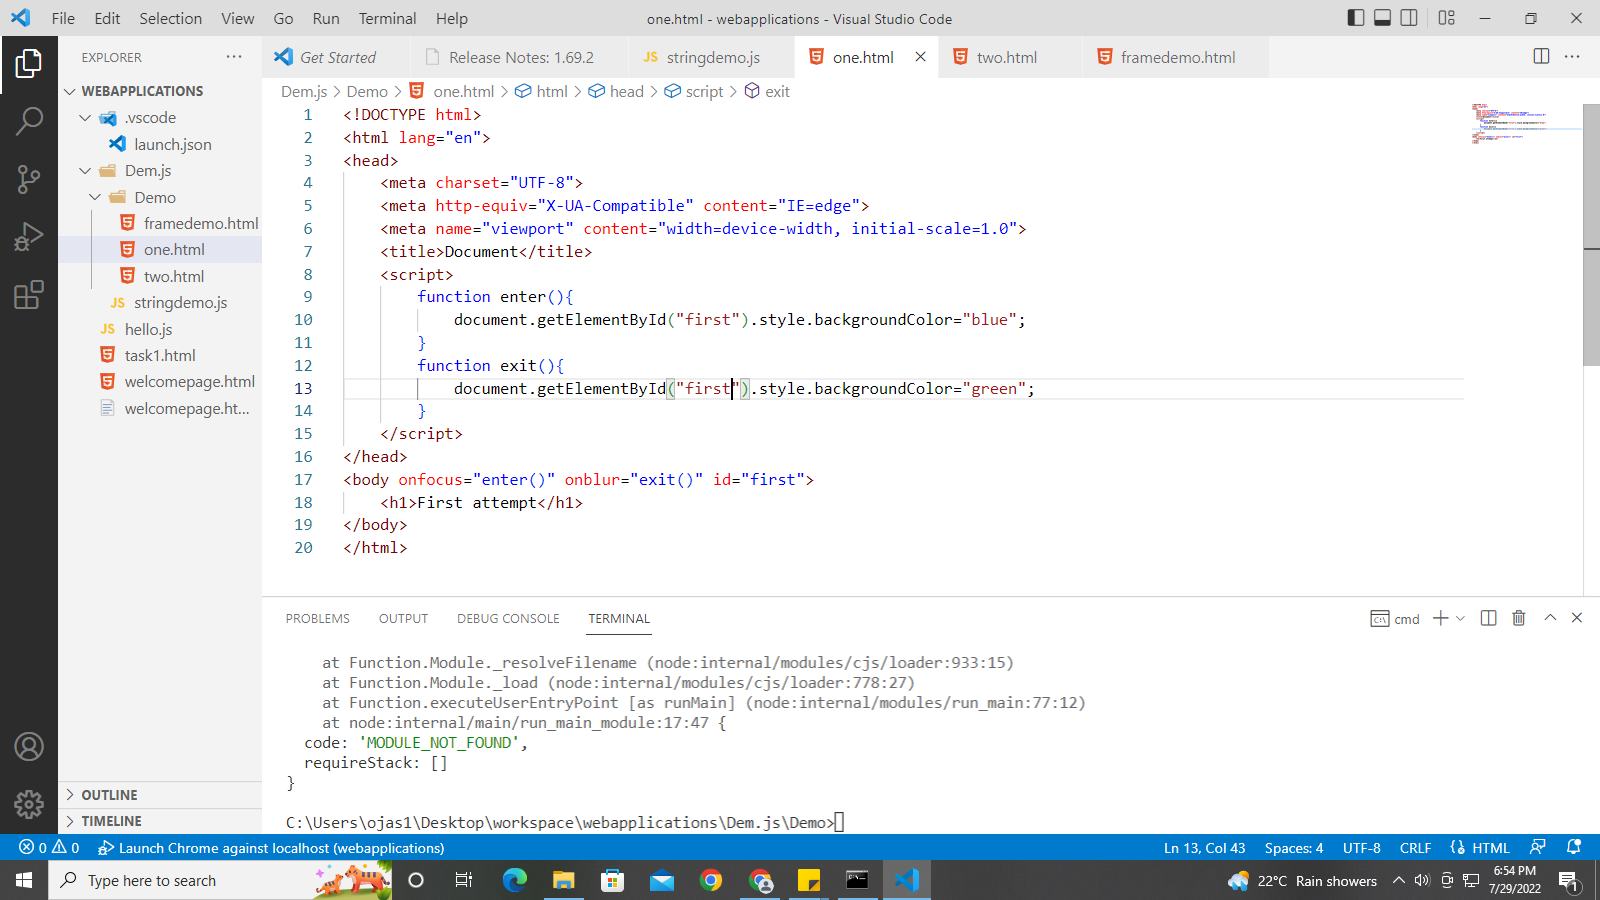 File Edit Selection View Go Run Terminal Help
one.html - webapplications - Visual Studio Code
EXPLORER
WEBAPPLICATIONS
.vscode
launch.json
Dem.js
Demo
framedemo.html
one.html
two.html
JS stringdemo.js
JS hello.js
task1.html
welcomepage.html
welcomepage.ht...
OUTLINE
TIMELINE
Get Started
Release Notes: 1.69.2
JS stringdemo.js
one.html
two.html
framedemo.html
Dem.js > Demo > one.html > html > head > script > exit
1 <!DOCTYPE html>
2 <html lang="en">
3 <head>
4 <meta charset="UTF-8">
5 <meta http-equiv="X-UA-Compatible" content="IE=edge">
6 <meta name="viewport" content="width=device-width, initial-scale=1.0">
7 <title>Document</title>
8 <script>
9 function enter(){
10 document.getElementById("first").style.backgroundColor="blue";
11 }
12 function exit(){
13 document.getElementById("first").style.backgroundColor="green";
14 }
15 </script>
16 </head>
17 <body onfocus="enter()" onblur="exit()" id="first">
18 <h1>First attempt</h1>
19 </body>
20 </html>
PROBLEMS OUTPUT DEBUG CONSOLE TERMINAL
cmd
at Function.Module._resolveFilename (node:internal/modules/cjs/loader:933:15)
at Function.Module._load (node:internal/modules/cjs/loader:778:27)
at Function.executeUserEntryPoint [as runMain] (node:internal/modules/run_main:77:12)
at node:internal/main/run_main_module:17:47 {
code: 'MODULE_NOT_FOUND',
requireStack: []
}
C:\Users\ojas1\Desktop\workspace\webapplications\Dem.js\Demo>
0 0 Launch Chrome against localhost (webapplications)
Ln 13, Col 43 Spaces: 4 UTF-8 CRLF HTML
Type here to search
22°C Rain showers
6:54 PM
7/29/2022
1